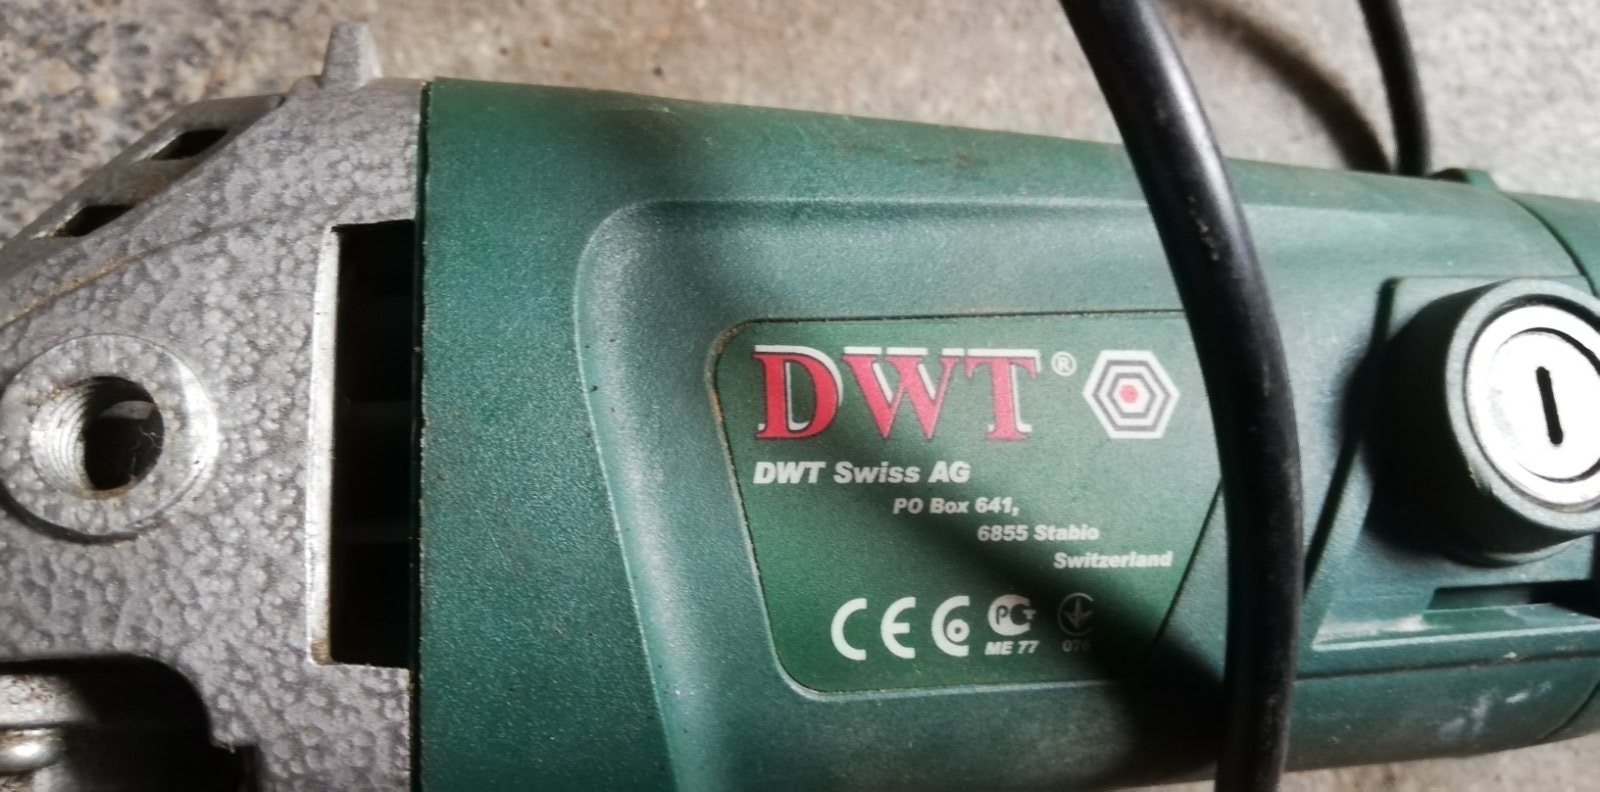 DWT®
DWT Swiss AG
PO Box 641,
6855 Stabio
Switzerland
CE
ME 77